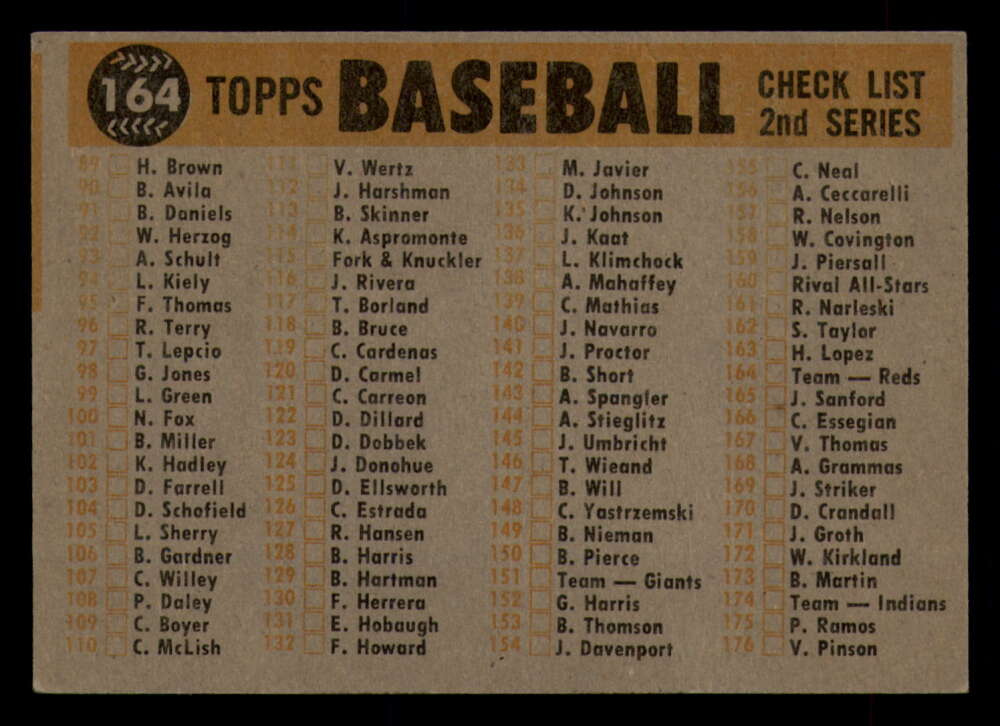 164 TOPPS BASEBALL CHECK LIST
2nd SERIES
89 H. Brown
90 B. Avila
91 B. Daniels
92 W. Herzog
93 A. Schult
94 L. Kiely
95 F. Thomas
96 R. Terry
97 T. Lepcio
98 G. Jones
99 L. Green
100 N. Fox
101 B. Miller
102 K. Hadley
103 D. Farrell
104 D. Schofield
105 L. Sherry
106 B. Gardner
107 C. Willey
108 P. Daley
109 C. Boyer
110 C. McLish
111 V. Wertz
112 J. Harshman
113 B. Skinner
114 K. Aspromonte
115 Fork & Knuckler
116 J. Rivera
117 T. Borland
118 B. Bruce
119 C. Cardenas
120 D. Carmel
121 C. Carreon
122 D. Dillard
123 D. Dobbek
124 J. Donohue
125 D. Ellsworth
126 C. Estrada
127 R. Hansen
128 B. Harris
129 B. Hartman
130 F. Herrera
131 E. Hobaugh
132 F. Howard
133 M. Javier
134 D. Johnson
135 K. Johnson
136 J. Kaat
137 L. Klimchock
138 A. Mahaffey
139 C. Mathias
140 J. Navarro
141 J. Proctor
142 B. Short
143 A. Spangler
144 A. Stieglitz
145 J. Umbricht
146 T. Wieand
147 B. Will
148 C. Yastrzemski
149 B. Nieman
150 B. Pierce
151 Team — Giants
152 G. Harris
153 B. Thomson
154 J. Davenport
155 C. Neal
156 A. Ceccarelli
157 R. Nelson
158 W. Covington
159 J. Piersall
160 Rival All-Stars
161 R. Narleski
162 S. Taylor
163 H. Lopez
164 Team — Reds
165 J. Sanford
166 C. Essegian
167 V. Thomas
168 A. Grammas
169 J. Striker
170 D. Crandall
171 J. Groth
172 W. Kirkland
173 B. Martin
174 Team — Indians
175 P. Ramos
176 V. Pinson